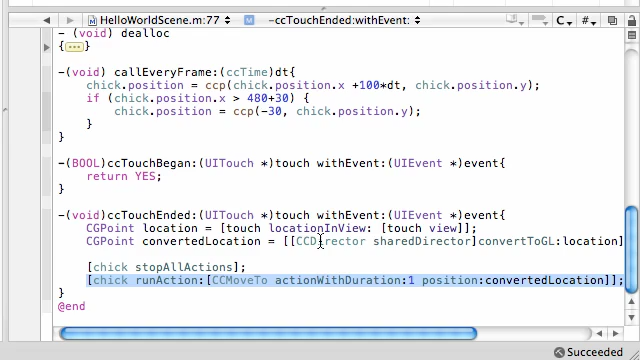 HelloWorldScene.m:77 -ccTouchEnded:withEvent: C #
- (void) dealloc
{...}
-(void) callEveryFrame:(ccTime)dt{
chick.position = ccp(chick.position.x +100*dt, chick.position.y);
if (chick.position.x > 480+30) {
chick.position = ccp(-30, chick.position.y);
}
}
-(BOOL)ccTouchBegan:(UITouch *)touch withEvent:(UIEvent *)event{
return YES;
}
-(void)ccTouchEnded:(UITouch *)touch withEvent:(UIEvent *)event{
CGPoint location = [touch locationInView: [touch view]];
CGPoint convertedLocation = [[CCDirector sharedDirector]convertToGL:location]
[chick stopAllActions];
[chick runAction:[CCMoveTo actionWithDuration:1 position:convertedLocation]];
}
@end
Succeeded